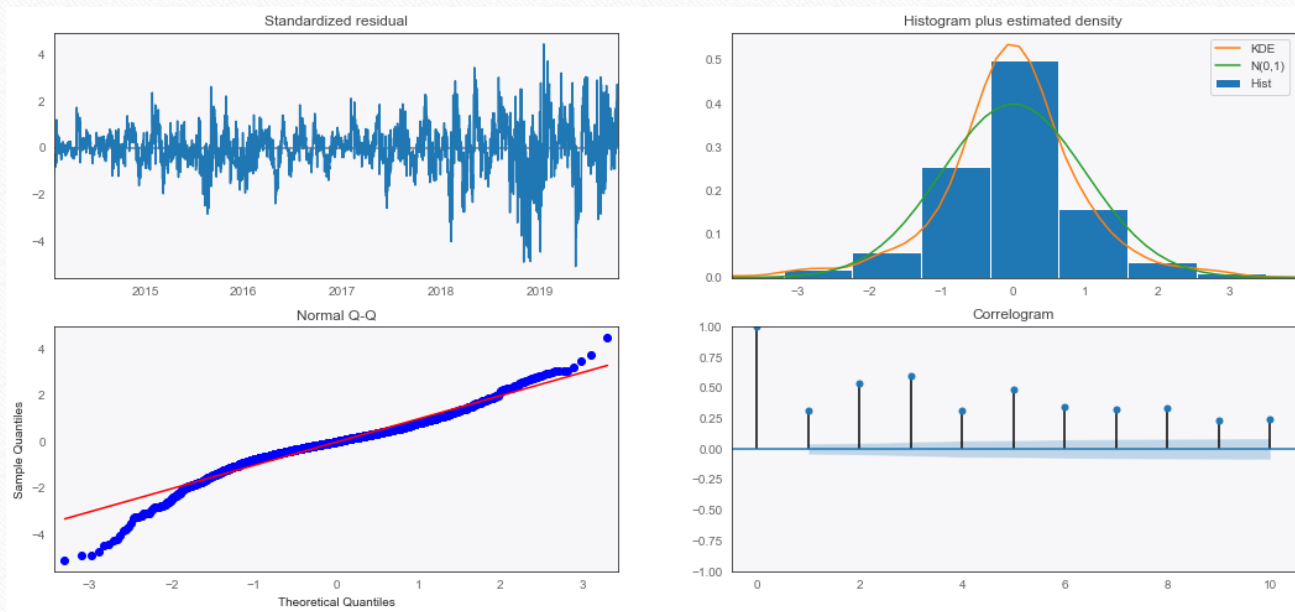 Standardized residual
4
2
0
−2
−4
2015 2016 2017 2018 2019
Histogram plus estimated density
KDE
N(0,1)
Hist
0.5
0.4
0.3
0.2
0.1
0.0
−3 −2 −1 0 1 2 3
Normal Q-Q
Sample Quantiles
4
2
0
−2
−4
−3 −2 −1 0 1 2 3
Theoretical Quantiles
Correlogram
1.00
0.75
0.50
0.25
0.00
−0.25
−0.50
−0.75
−1.00
0 2 4 6 8 10